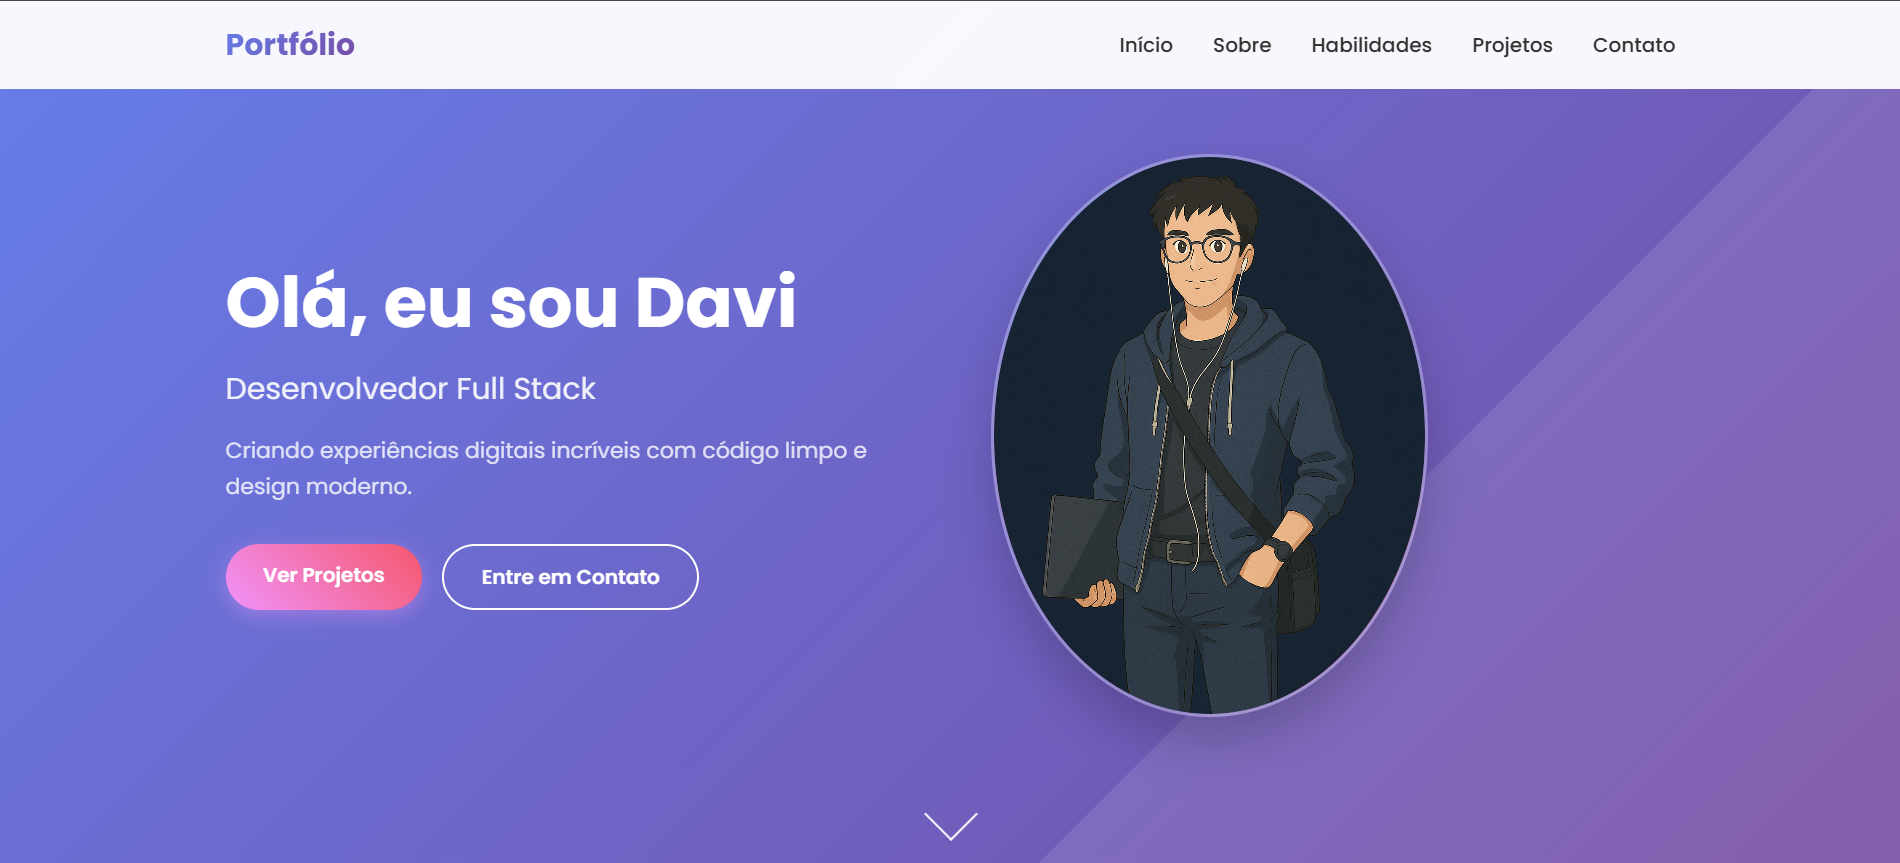 Portfólio
Início
Sobre
Habilidades
Projetos
Contato
Olá, eu sou Davi
Desenvolvedor Full Stack
Criando experiências digitais incríveis com código limpo e
design moderno.
Ver Projetos
Entre em Contato